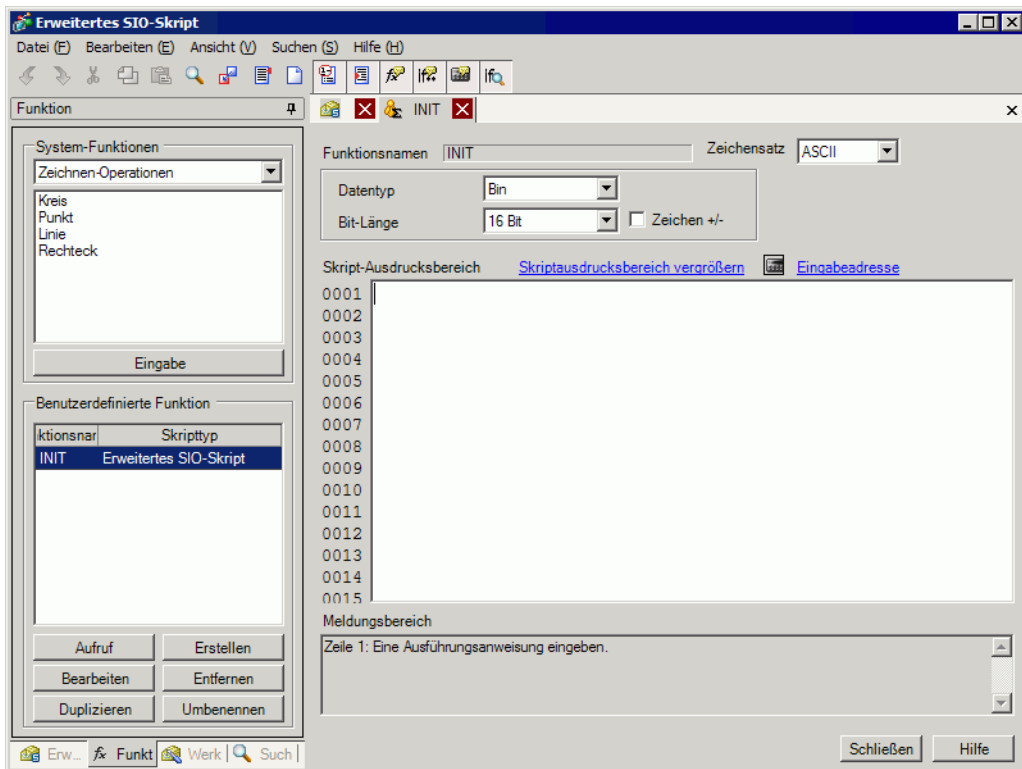 Erweitertes SIO-Skript
Datei (F) Bearbeiten (E) Ansicht (V) Suchen (S) Hilfe (H)
Funktion
INIT
System-Funktionen
Zeichnen-Operationen
Kreis
Punkt
Linie
Rechteck
Eingabe
Benutzerdefinierte Funktion
ktionsnar Skripttyp
INIT Erweitertes SIO-Skript
Aufruf Erstellen
Bearbeiten Entfernen
Duplizieren Umbenennen
Erw... fx Funkt Werk Such
Funktionsnamen INIT Zeichensatz ASCII
Datentyp Bin
Bit-Länge 16 Bit Zeichen +/-
Skript-Ausdrucksbereich Skriptausdrucksbereich vergrößern Eingabeadresse
0001
0002
0003
0004
0005
0006
0007
0008
0009
0010
0011
0012
0013
0014
0015
Meldungsbereich
Zeile 1: Eine Ausführungsanweisung eingeben.
Schließen Hilfe